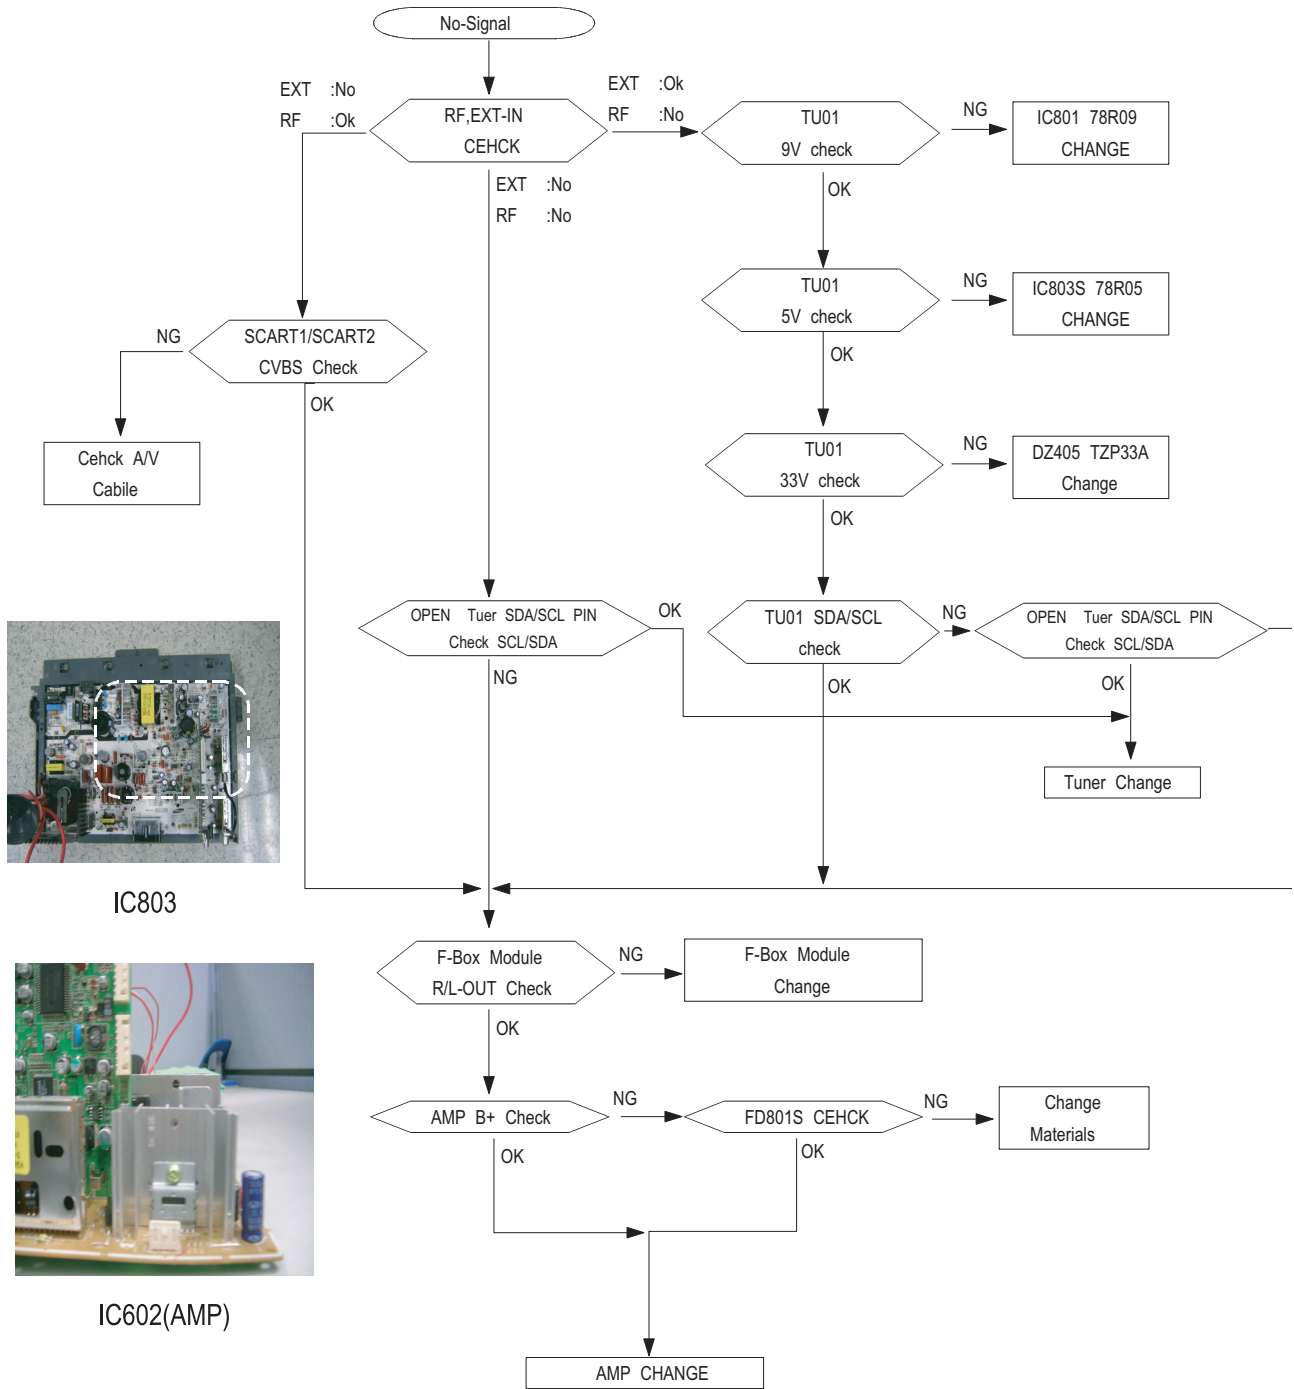 No-Signal
EXT :No
RF :Ok
RF,EXT-IN
CEHCK
EXT :Ok
RF :No
TU01
9V check
NG
IC801 78R09
CHANGE
EXT :No
RF :No
OK
TU01
5V check
NG
IC803S 78R05
CHANGE
NG
SCART1/SCART2
CVBS Check
OK
OK
Cehck A/V
Cabile
TU01
33V check
NG
DZ405 TZP33A
Change
OK
OPEN Tuer SDA/SCL PIN
Check SCL/SDA
OK
TU01 SDA/SCL
check
NG
OPEN Tuer SDA/SCL PIN
Check SCL/SDA
NG
OK
OK
Tuner Change
IC803
F-Box Module
R/L-OUT Check
NG
F-Box Module
Change
OK
AMP B+ Check
NG
FD801S CEHCK
NG
Change
Materials
OK
OK
IC602(AMP)
AMP CHANGE